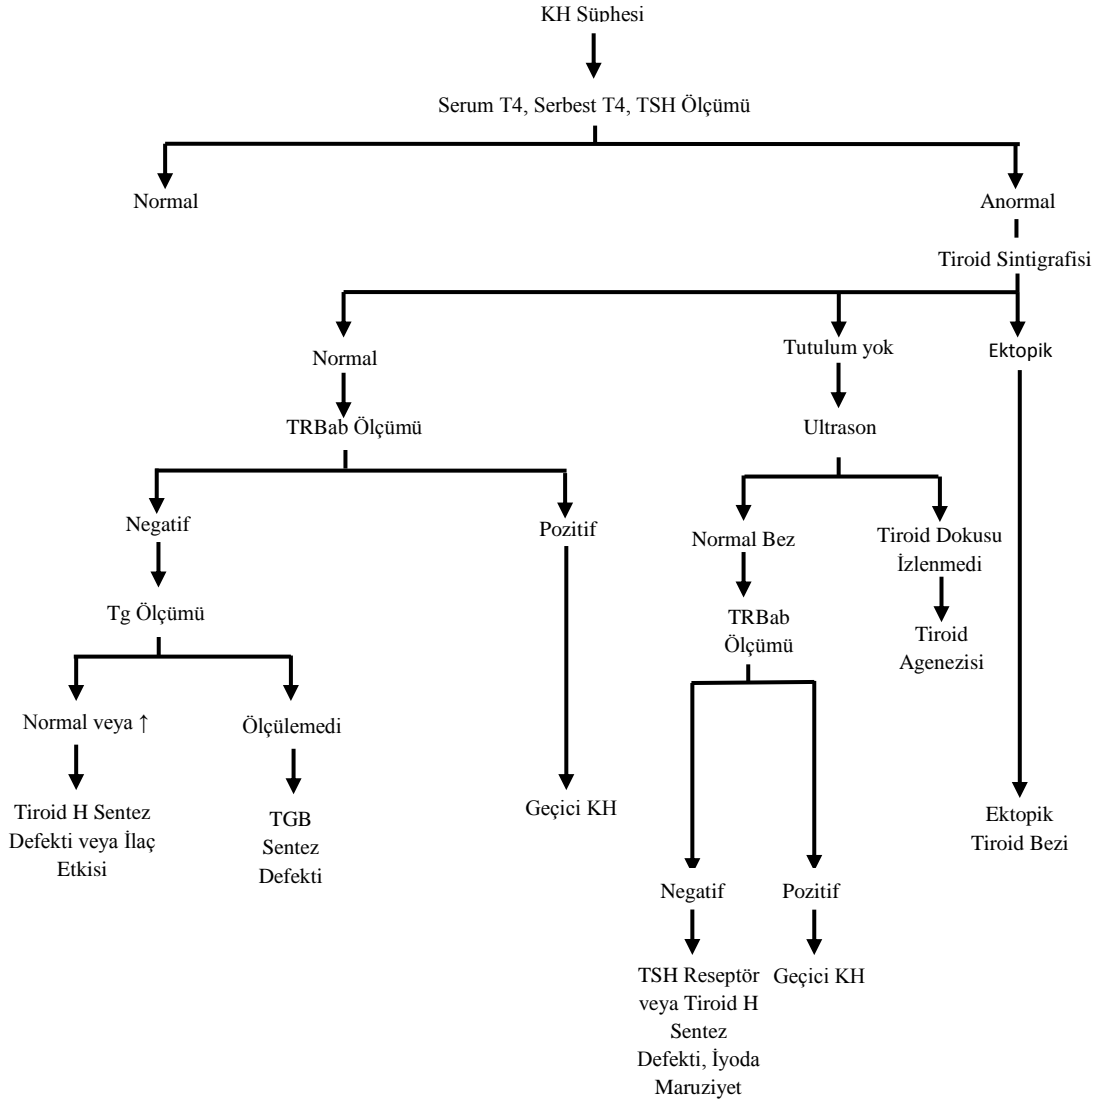 KH Süphesi
Serum T4, Serbest T4, TSH Ölçümü
Normal
Anormal
Tiroid Sintigrafisi
Normal
Tutulum yok
Ektopik
TRBab Ölçümü
Ultrason
Negatif
Pozitif
Normal Bez
Tiroid Dokusu
İzlenmedi
Tg Ölçümü
TRBab
Ölçümü
Tiroid
Agenezisi
Normal veya ↑
Ölçülemedi
Tiroid H Sentez
Defekti veya İlaç
Etkisi
TGB
Sentez
Defekti
Geçici KH
Ektopik
Tiroid Bezi
Negatif
Pozitif
TSH Reseptör
veya Tiroid H
Sentez
Defekti, İyoda
Maruziyet
Geçici KH